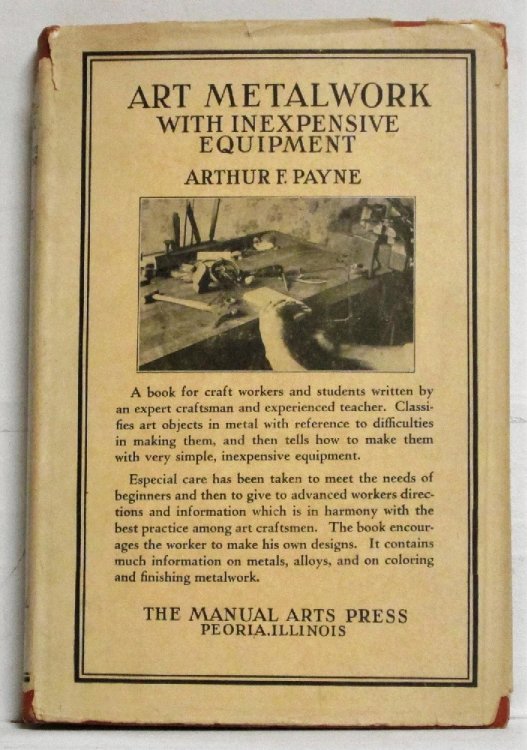 ART METALWORK
WITH INEXPENSIVE
EQUIPMENT
ARTHUR F. PAYNE
A book for craft workers and students written by
an expert craftsman and experienced teacher. Classi-
fies art objects in metal with reference to difficulties
in making them, and then tells how to make them
with very simple, inexpensive equipment.
Especial care has been taken to meet the needs of
beginners and then to give to advanced workers direc-
tions and information which is in harmony with the
best practice among art craftsmen. The book encour-
ages the worker to make his own designs. It contains
much information on metals, alloys, and on coloring
and finishing metalwork.
THE MANUAL ARTS PRESS
PEORIA, ILLINOIS